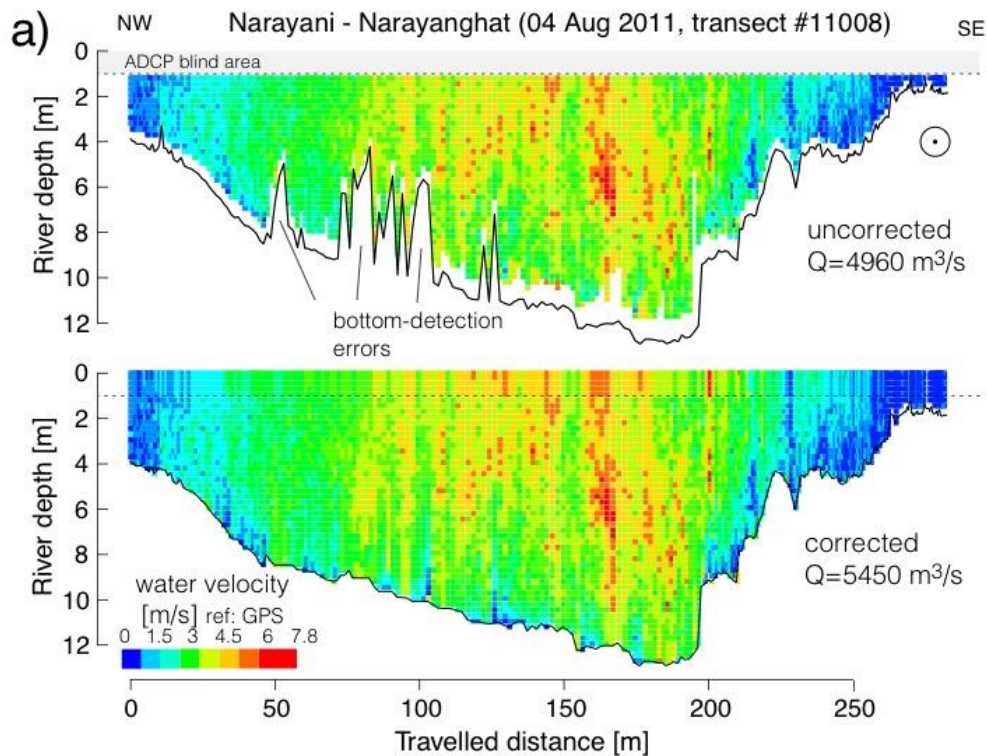 a)
NW
Narayani - Narayanghat (04 Aug 2011, transect #11008)
SE
ADCP blind area
River depth [m]
0
2
4
6
8
10
12
uncorrected
Q=4960 m³/s
bottom-detection
errors
River depth [m]
0
2
4
6
8
10
12
corrected
Q=5450 m³/s
water velocity
[m/s] ref: GPS
0 1.5 3 4.5 6 7.8
0 50 100 150 200 250
Travelled distance [m]